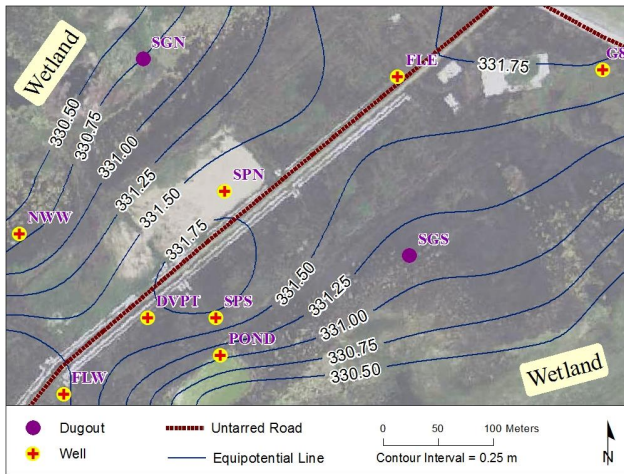 SGN
Wetland
FLE
G8
331.75
330.50
330.75
331.00
331.25
331.50
SPN
NWW
331.75
SGS
331.50
331.25
DVPT
SPS
331.00
POND
330.75
330.50
FLW
Wetland
Dugout
Untarred Road
0 50 100 Meters
Well
Equipotential Line
Contour Interval = 0.25 m
N